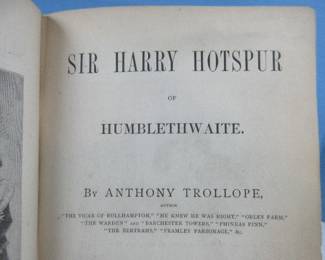 SIR HARRY HOTSPUR
OF
HUMBLETHWAITE.
BY ANTHONY TROLLOPE,
AUTHOR
"THE VICAR OF BULLHAMPTON," "HE KNEW HE WAS RIGHT," "ORLEY FARM,"
"THE WARDEN" AND "BARCHESTER TOWERS," "PHINEAS FINN,"
"THE BERTRAMS," "FRAMLEY PARSONAGE," &c.